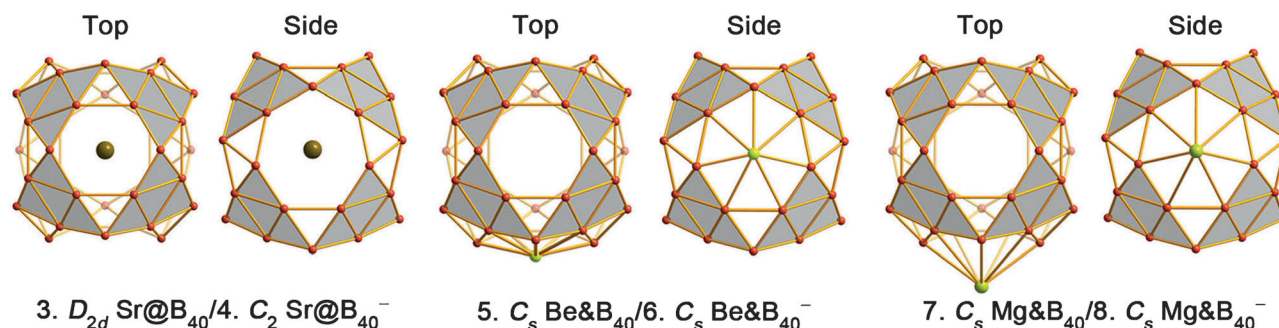 Top Side Top Side Top Side
3. D2d Sr@B40/4. C2 Sr@B40− 5. Cs Be&B40/6. Cs Be&B40− 7. Cs Mg&B40/8. Cs Mg&B40−